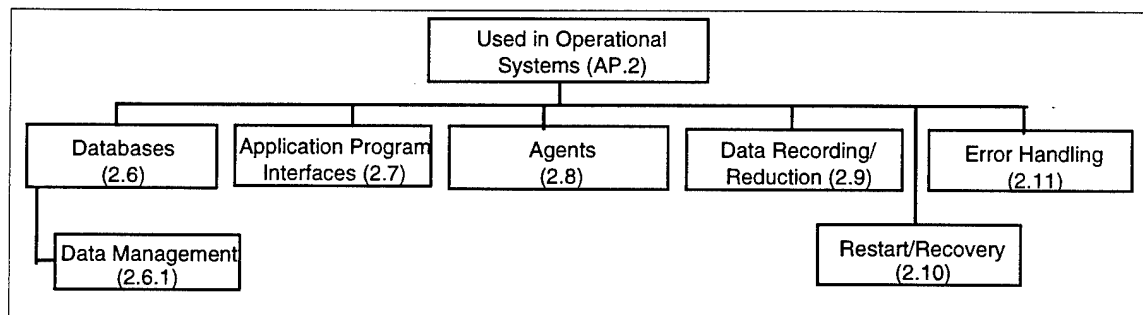 Used in Operational
Systems (AP.2)
Databases
(2.6)
Application Program
Interfaces (2.7)
Agents
(2.8)
Data Recording/
Reduction (2.9)
Error Handling
(2.11)
Data Management
(2.6.1)
Restart/Recovery
(2.10)